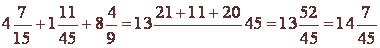 4 7/15 + 1 11/45 + 8 4/9 = 13 21 + 11 + 20/45 = 13 52/45 = 14 7/45